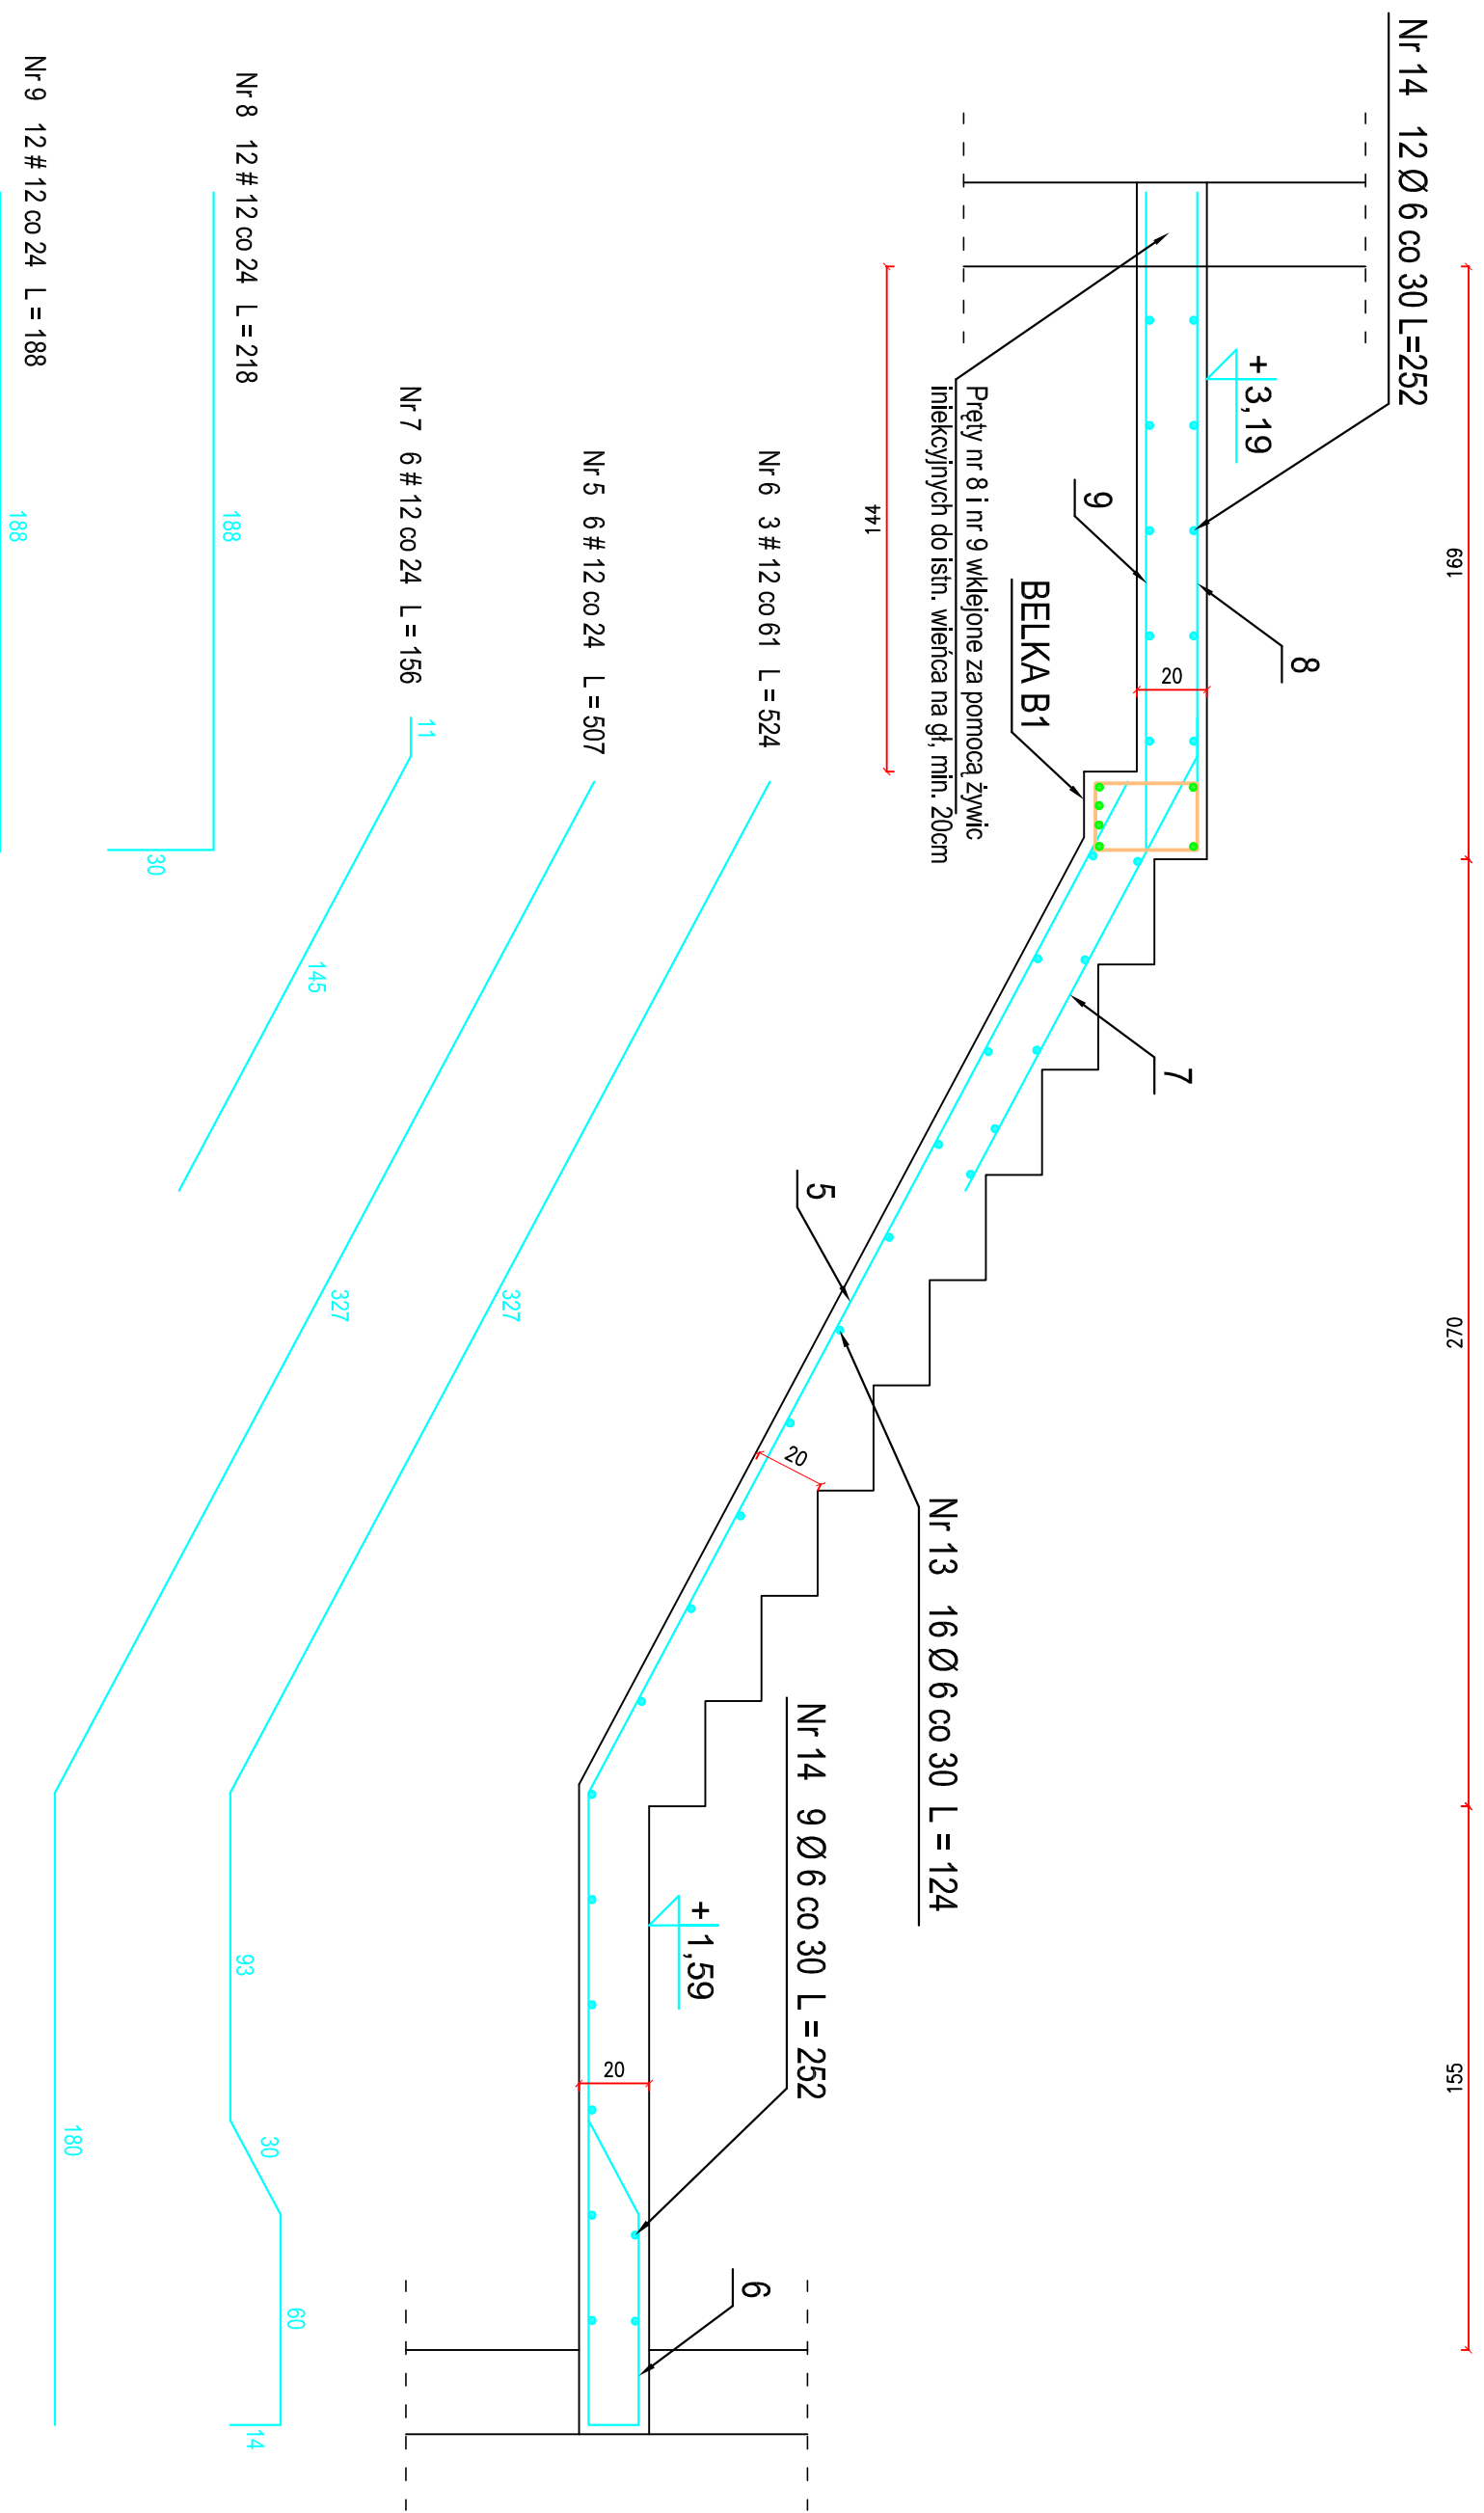 169
270
155
Nr 14 12 Ø 6 co 30 L=252
+ 3,19
8
9
20
144
Pręty nr 8 i nr 9 wklejone za pomocą żywic
iniekcyjnych do istn. wieńca na gł, min. 20cm
BELKA B1
7
5
20
Nr 13 16 Ø 6 co 30 L = 124
Nr 14 9 Ø 6 co 30 L = 252
+ 1,59
20
6
Nr 6 3 # 12 co 61 L = 524
327
93
30
60
14
Nr 5 6 # 12 co 24 L = 507
327
180
Nr 7 6 # 12 co 24 L = 156
11
145
Nr 8 12 # 12 co 24 L = 218
188
30
Nr 9 12 # 12 co 24 L = 188
188